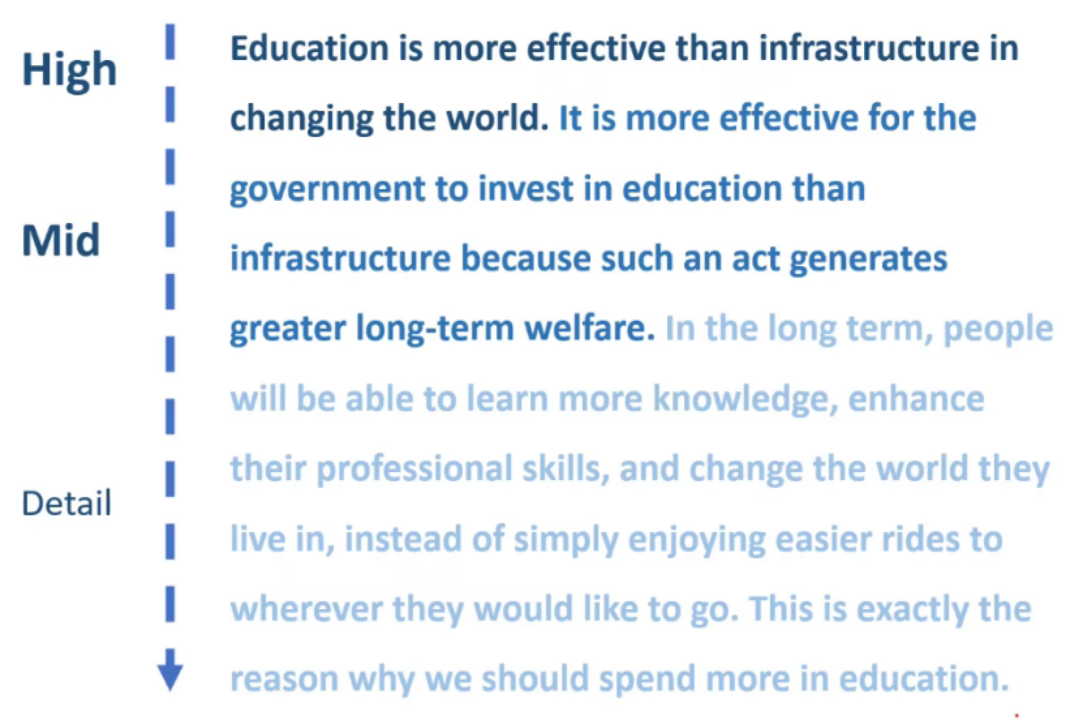 High
Education is more effective than infrastructure in
changing the world. It is more effective for the
government to invest in education than
Mid
infrastructure because such an act generates
greater long-term welfare. In the long term, people
will be able to learn more knowledge, enhance
their professional skills, and change the world they
Detail
live in, instead of simply enjoying easier rides to
wherever they would like to go. This is exactly the
reason why we should spend more in education.